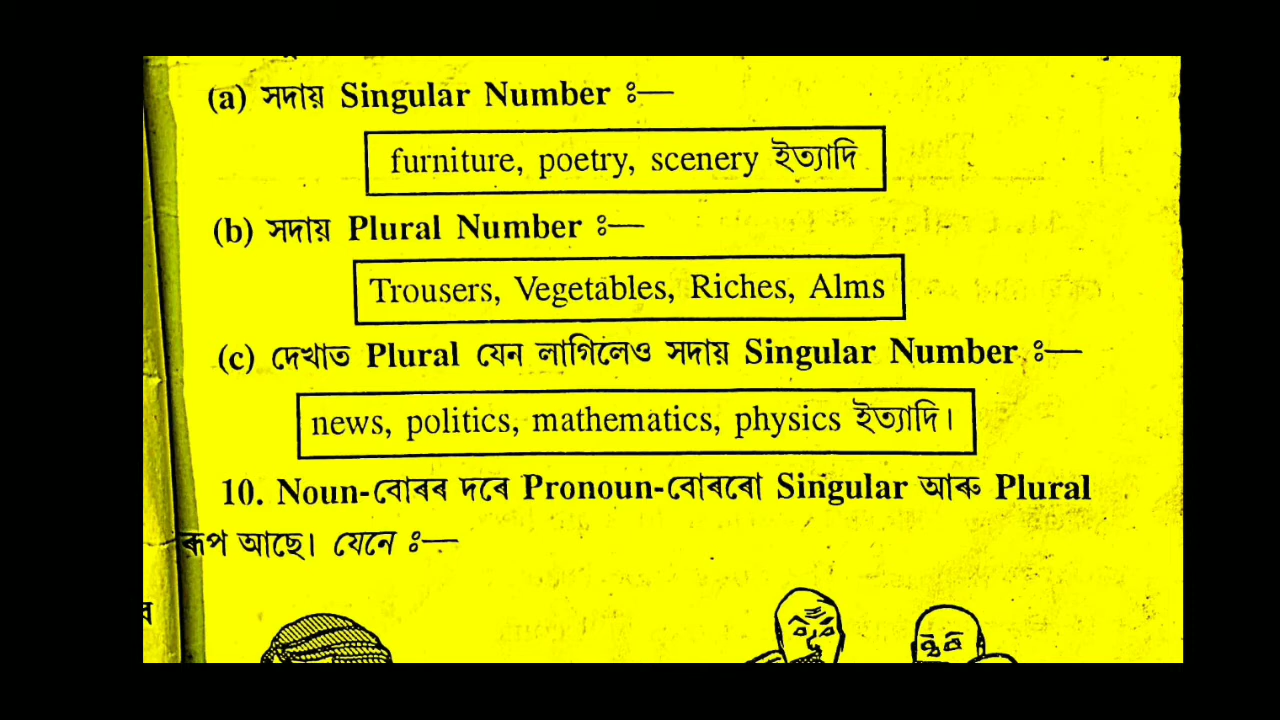 (a) সদায় Singular Number ঃ—
furniture, poetry, scenery ইত্যাদি
(b) সদায় Plural Number ঃ—
Trousers, Vegetables, Riches, Alms
(c) দেখাত Plural যেন লাগিলেও সদায় Singular Number ঃ—
news, politics, mathematics, physics ইত্যাদি।
10. Noun-বোৰৰ দৰে Pronoun-বোৰৰো Singular আৰু Plural
ৰূপ আছে। যেনে ঃ—